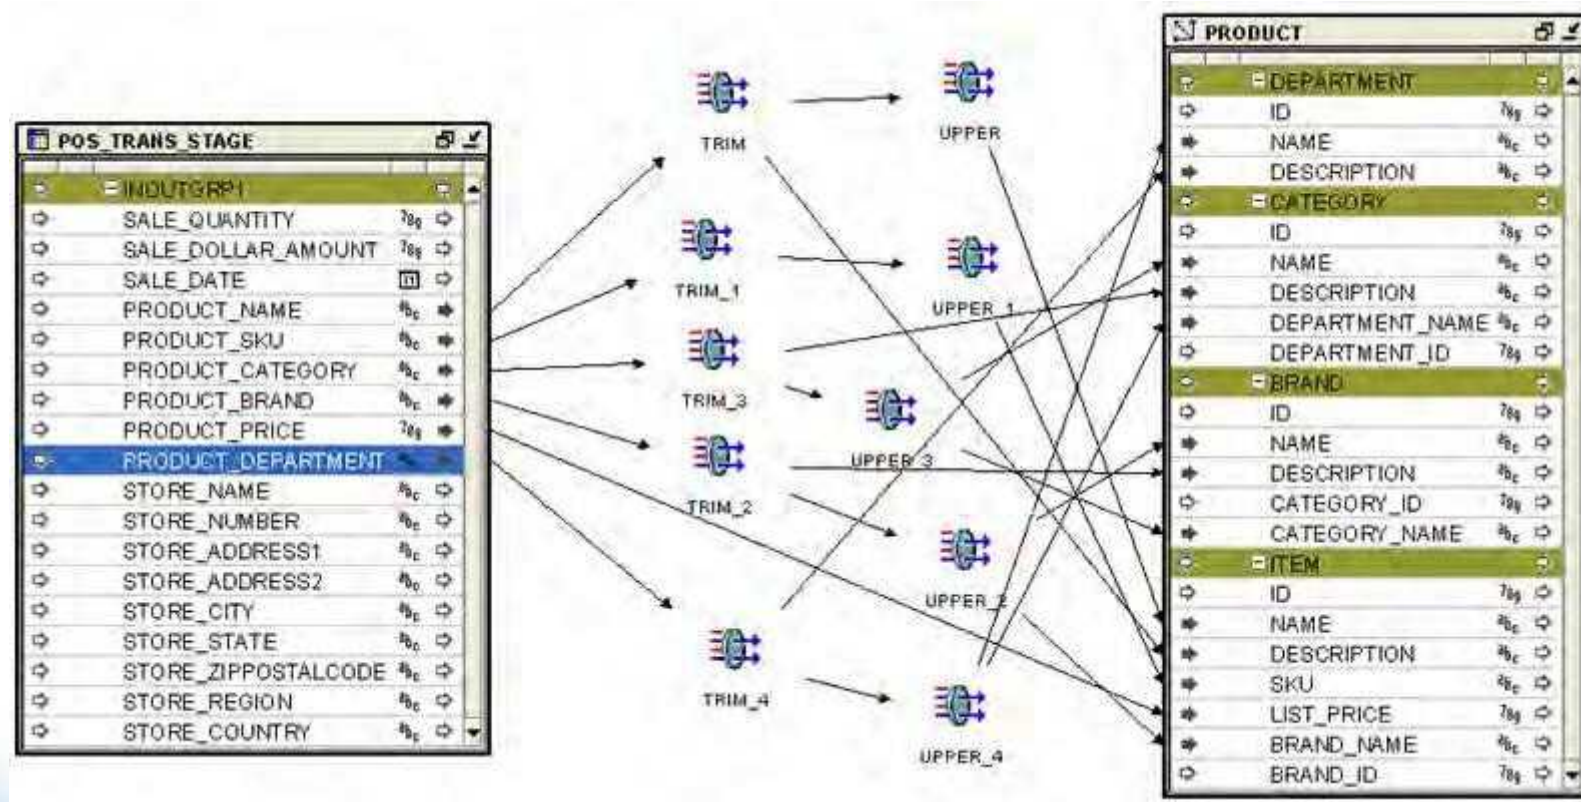 POS_TRANS_STAGE
INOUTGRP1
SALE_QUANTITY
SALE_DOLLAR_AMOUNT
SALE_DATE
PRODUCT_NAME
PRODUCT_SKU
PRODUCT_CATEGORY
PRODUCT_BRAND
PRODUCT_PRICE
PRODUCT_DEPARTMENT
STORE_NAME
STORE_NUMBER
STORE_ADDRESS1
STORE_ADDRESS2
STORE_CITY
STORE_STATE
STORE_ZIPPOSTALCODE
STORE_REGION
STORE_COUNTRY
TRIM
UPPER
TRIM_1
UPPER_1
TRIM_3
UPPER_3
TRIM_2
UPPER_2
TRIM_4
UPPER_4
PRODUCT
DEPARTMENT
ID
NAME
DESCRIPTION
CATEGORY
ID
NAME
DESCRIPTION
DEPARTMENT_NAME
DEPARTMENT_ID
BRAND
ID
NAME
DESCRIPTION
CATEGORY_ID
CATEGORY_NAME
ITEM
ID
NAME
DESCRIPTION
SKU
LIST_PRICE
BRAND_NAME
BRAND_ID